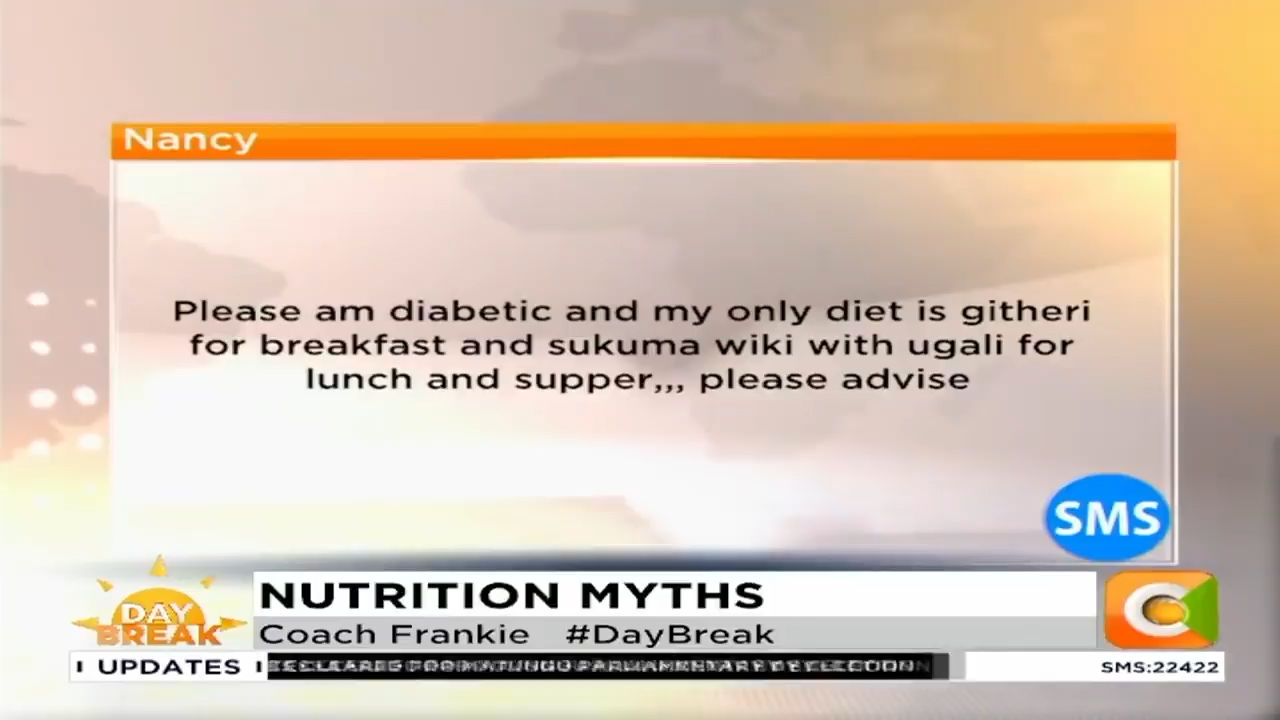 Nancy
Please am diabetic and my only diet is githeri
for breakfast and sukuma wiki with ugali for
lunch and supper,,, please advise
SMS
DAY
BREAK
NUTRITION MYTHS
Coach Frankie #DayBreak
UPDATES
SMS:22422